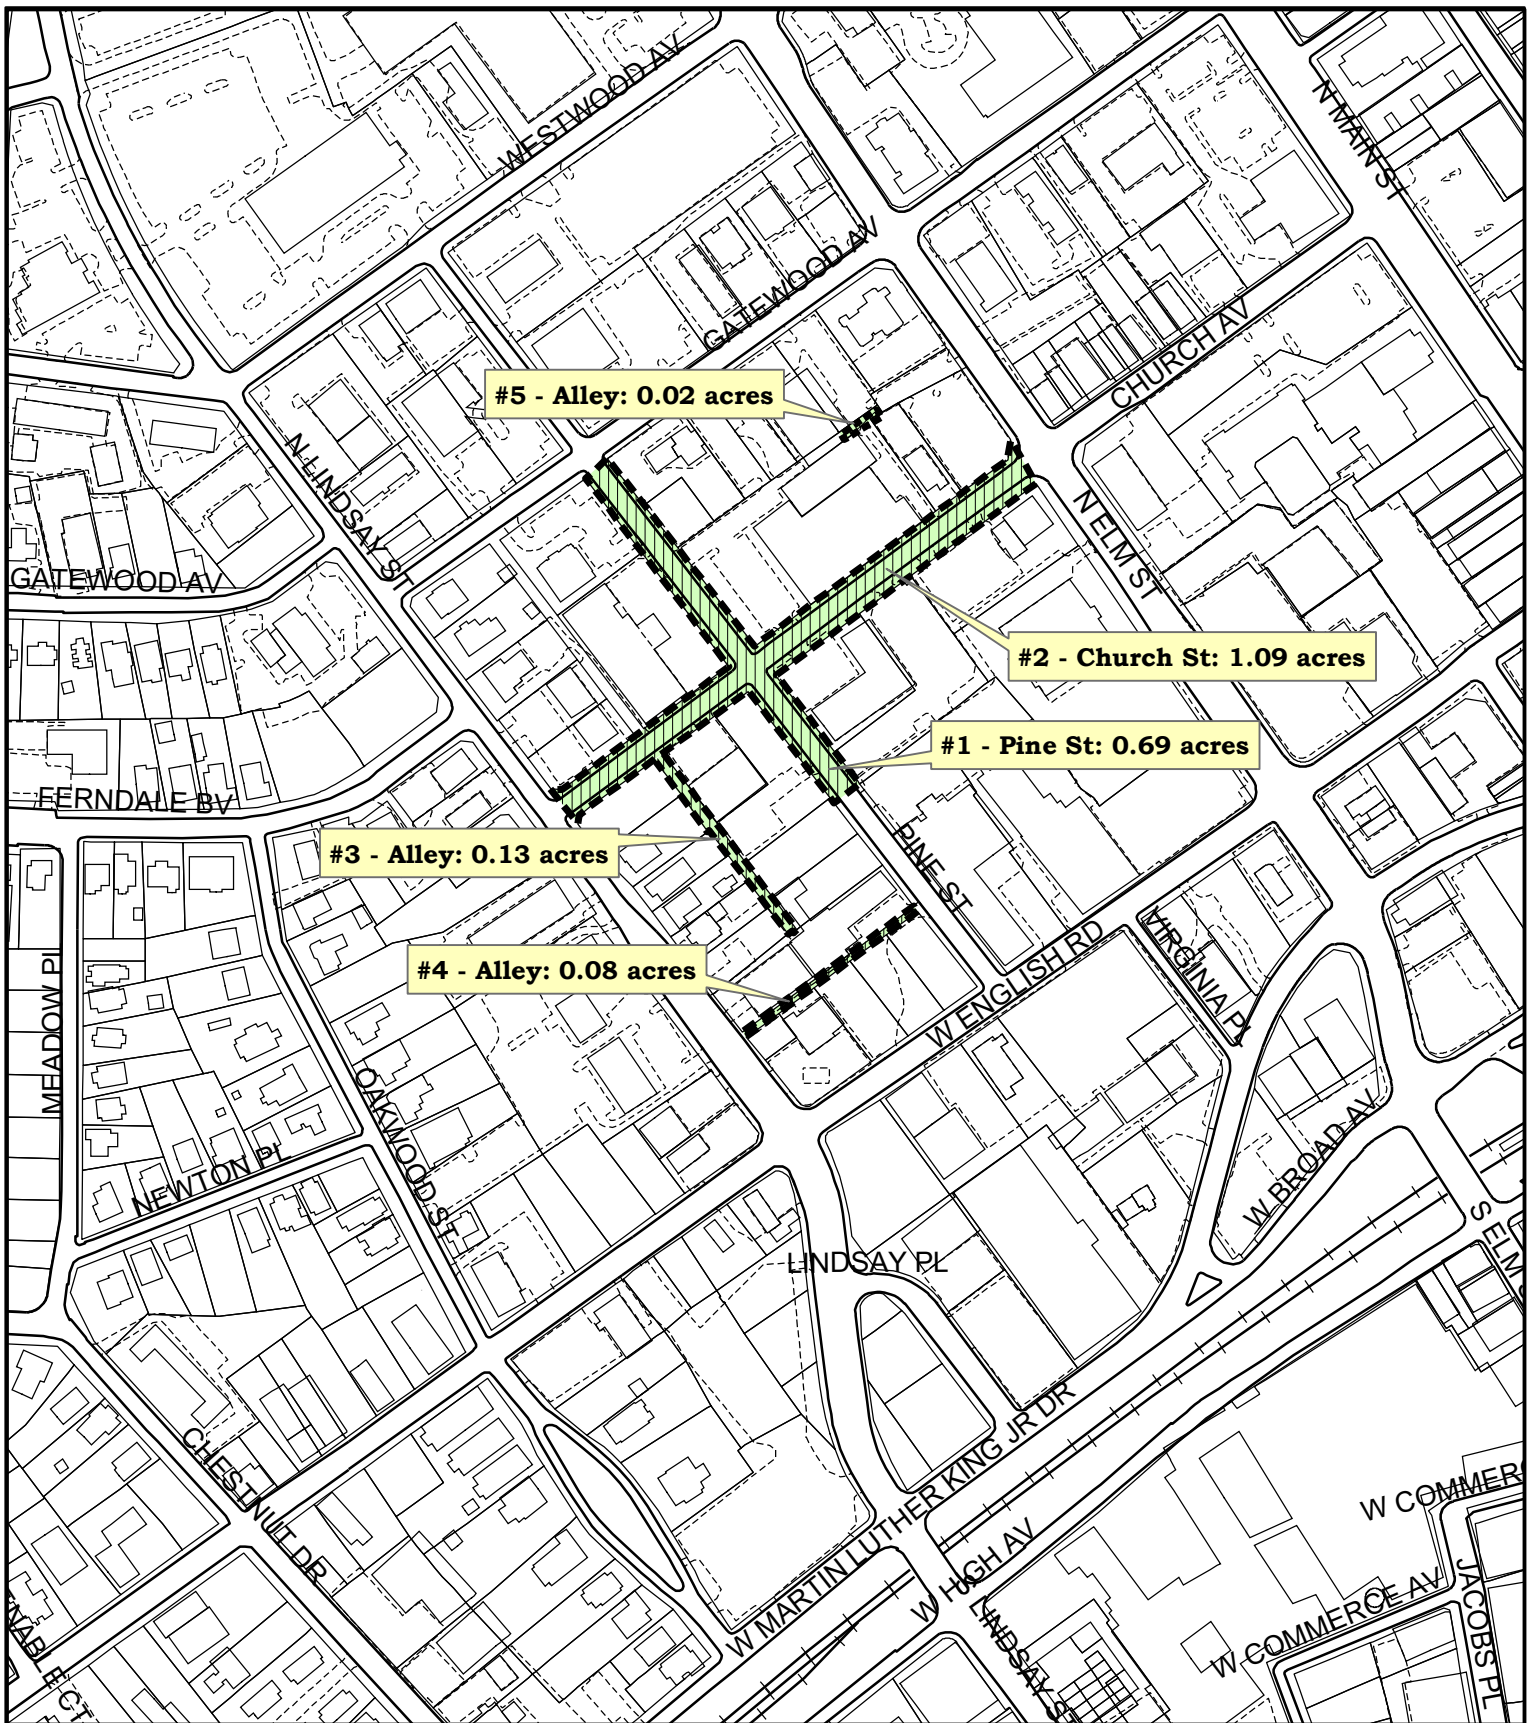 WESTWOOD AV
N MAIN ST
GATEWOOD AV
CHURCH AV
#5 - Alley: 0.02 acres
N LINDSAY ST
N ELM ST
GATEWOOD AV
#2 - Church St: 1.09 acres
#1 - Pine St: 0.69 acres
FERNDALE BV
#3 - Alley: 0.13 acres
PINE ST
#4 - Alley: 0.08 acres
W ENGLISH RD
VIRGINIA PL
MEADOW PL
OAKWOOD ST
NEWTON PL
W BROAD AV
S ELM S
LINDSAY PL
W MARTIN LUTHER KING JR DR
CHESTNUT DR
W COMMERC
W HIGH AV
LINDSAY ST
W COMMERCE AV
JACOBS PL
NABLE CT